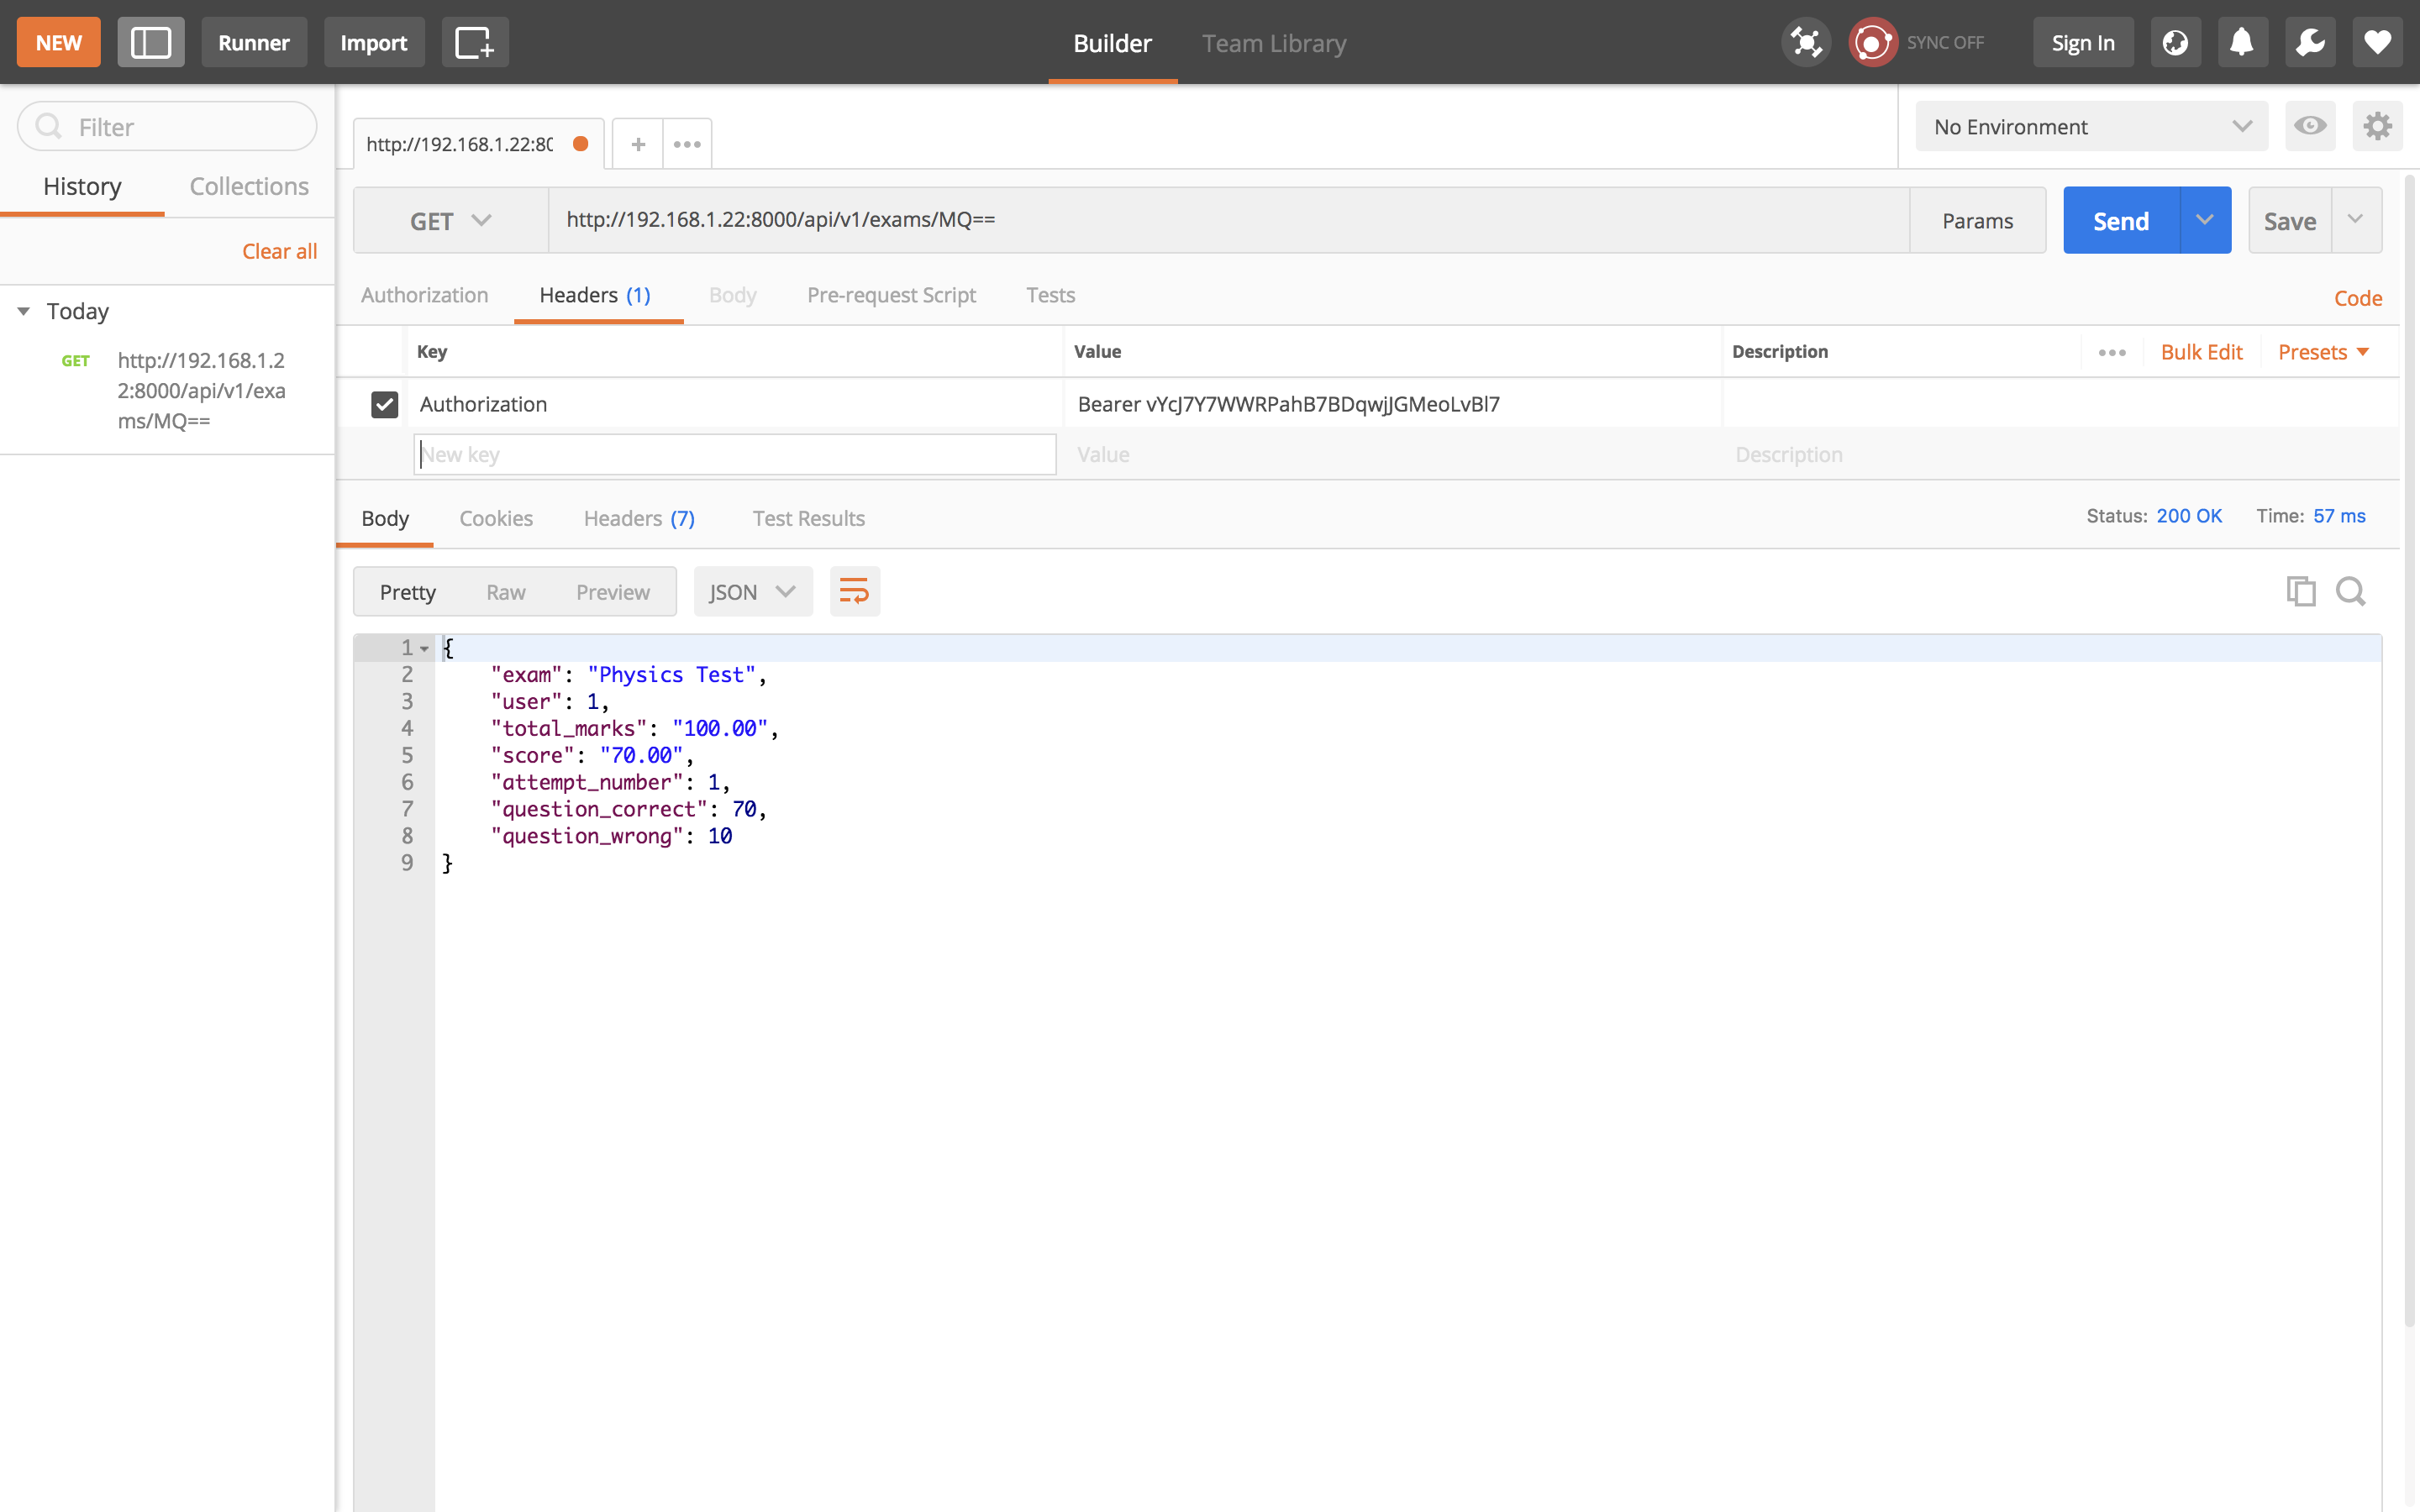 NEW Runner Import Builder Team Library SYNC OFF Sign In
Filter
http://192.168.1.22:80 + •••
No Environment
History Collections
Clear all
Today
GET http://192.168.1.2
2:8000/api/v1/exa
ms/MQ==
GET http://192.168.1.22:8000/api/v1/exams/MQ== Params Send Save
Authorization Headers (1) Body Pre-request Script Tests Code
Key Value Description ••• Bulk Edit Presets
Authorization Bearer vYcJ7Y7WWRPahB7BDqwjJGMeoLvBl7
New key Value Description
Body Cookies Headers (7) Test Results Status: 200 OK Time: 57 ms
Pretty Raw Preview JSON
1 {
2 "exam": "Physics Test",
3 "user": 1,
4 "total_marks": "100.00",
5 "score": "70.00",
6 "attempt_number": 1,
7 "question_correct": 70,
8 "question_wrong": 10
9 }